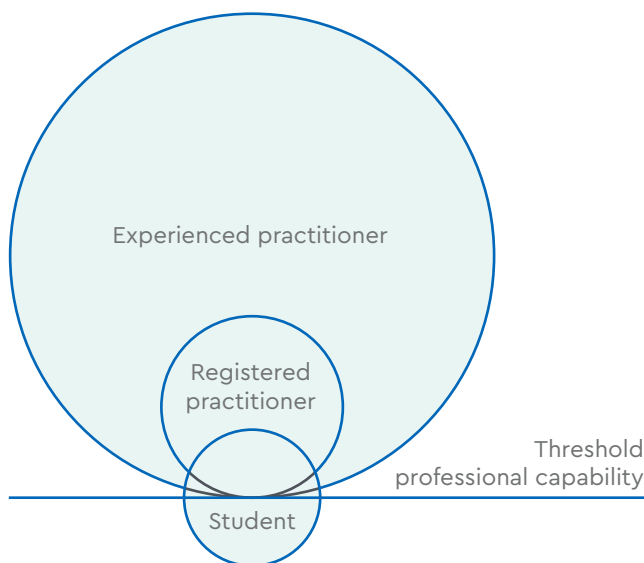 Experienced practitioner
Registered
practitioner
Threshold
professional capability
Student